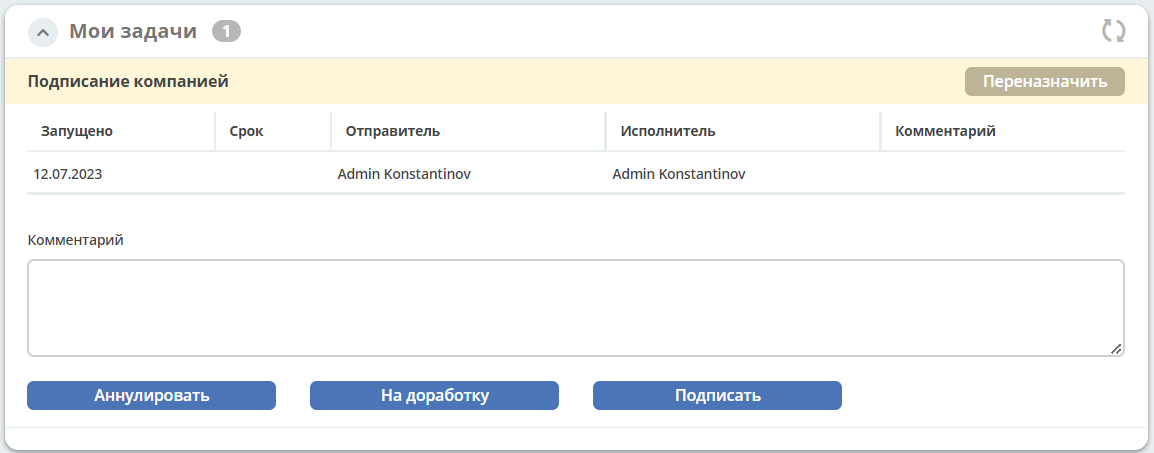 Мои задачи 1
Подписание компанией Переназначить
Запущено Срок Отправитель Исполнитель Комментарий
12.07.2023 Admin Konstantinov Admin Konstantinov
Комментарий
Аннулировать На доработку Подписать